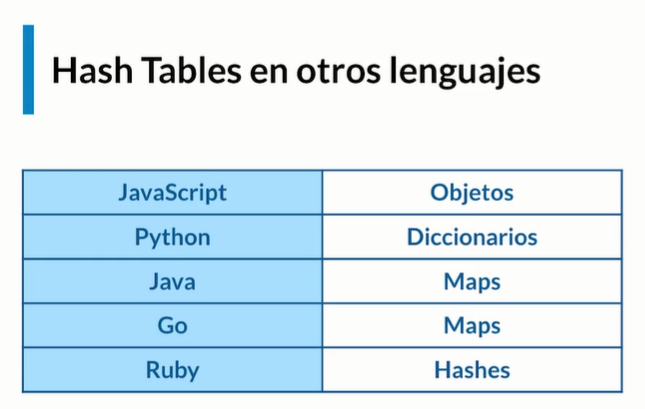 Hash Tables en otros lenguajes
JavaScript Objetos
Python Diccionarios
Java Maps
Go Maps
Ruby Hashes